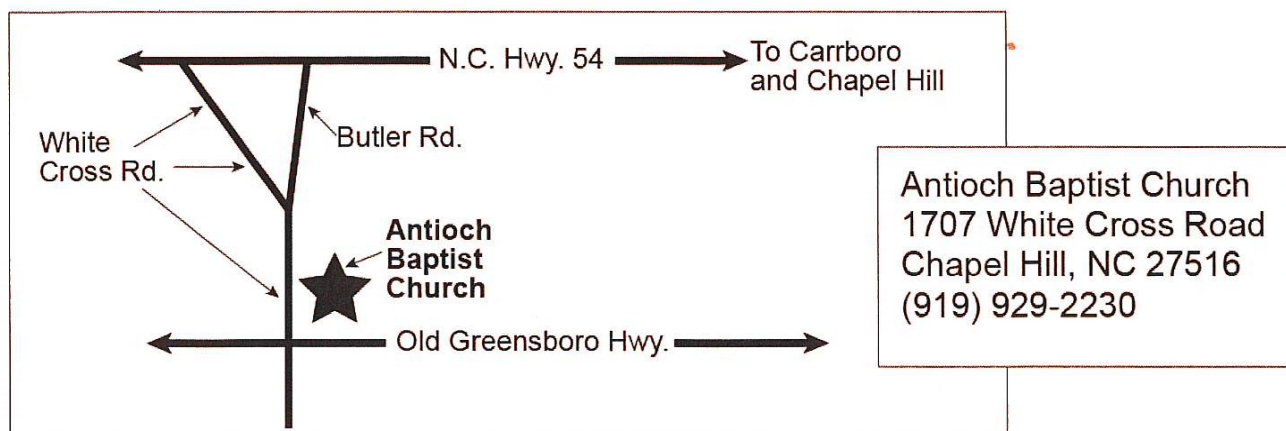 N.C. Hwy. 54
To Carrboro
and Chapel Hill
White
Cross Rd.
Butler Rd.
Antioch
Baptist
Church
Old Greensboro Hwy.
Antioch Baptist Church
1707 White Cross Road
Chapel Hill, NC 27516
(919) 929-2230